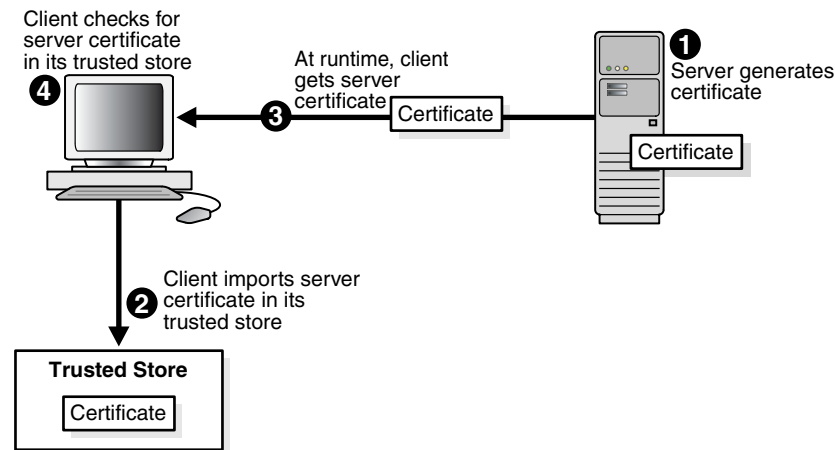 Client checks for
server certificate
in its trusted store
4
At runtime, client
gets server
certificate
3
Certificate
1
Server generates
certificate
Certificate
2
Client imports server
certificate in its
trusted store
Trusted Store
Certificate